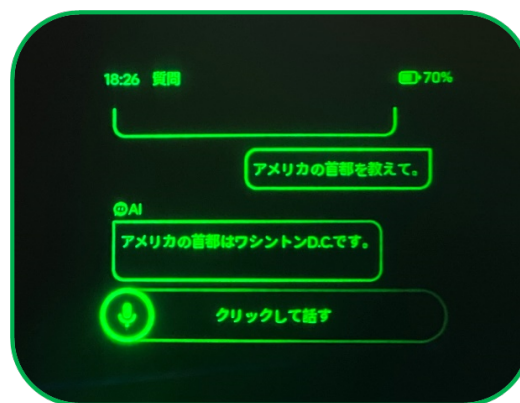 18:26 質問 70%
アメリカの首都を教えて。
AI
アメリカの首都はワシントンD.C.です。
クリックして話す